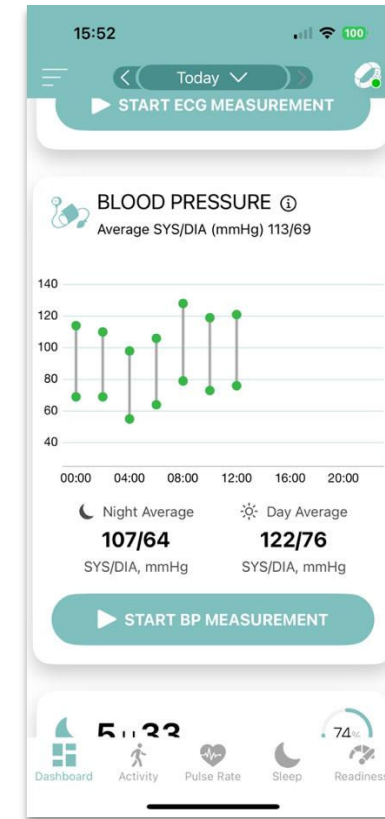 15:52 100
Today
START ECG MEASUREMENT
BLOOD PRESSURE
Average SYS/DIA (mmHg) 113/69
140
120
100
80
60
40
00:00 04:00 08:00 12:00 16:00 20:00
Night Average Day Average
107/64 122/76
SYS/DIA, mmHg SYS/DIA, mmHg
START BP MEASUREMENT
74%
Dashboard Activity Pulse Rate Sleep Readiness